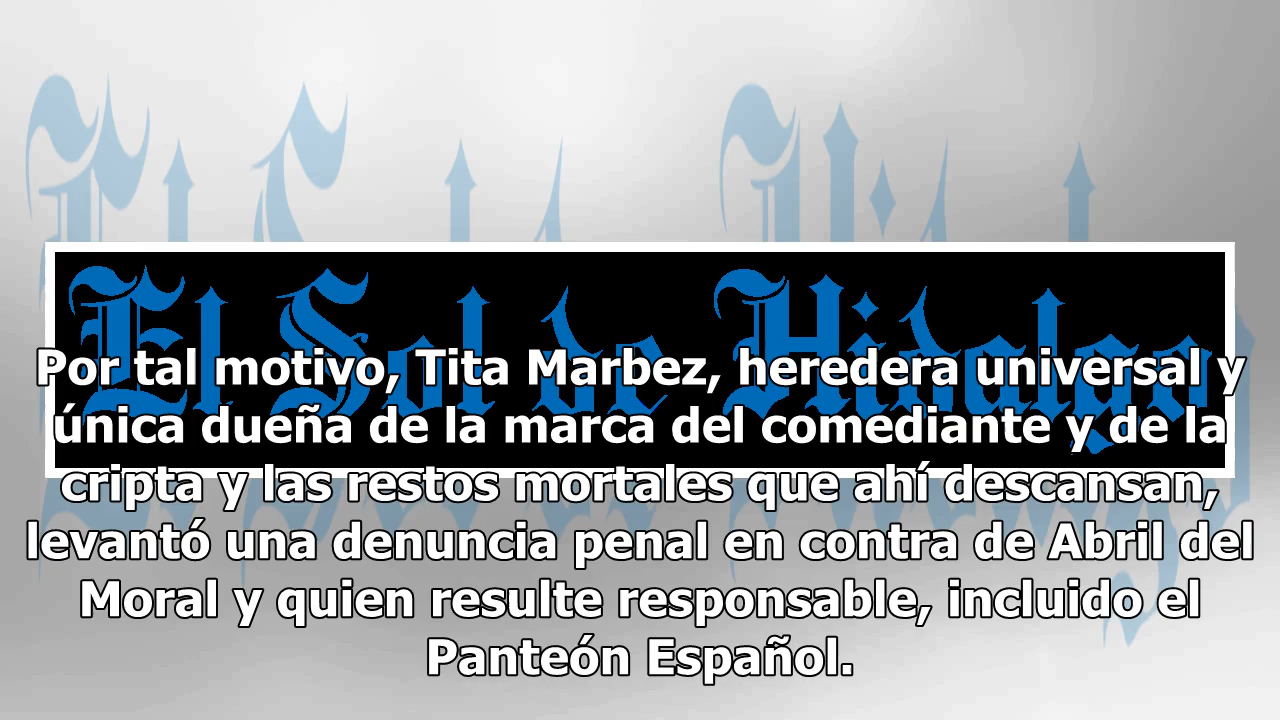 El Sol de Hidalgo
Por tal motivo, Tita Marbez, heredera universal y
única dueña de la marca del comediante y de la
cripta y las restos mortales que ahí descansan,
levantó una denuncia penal en contra de Abril del
Moral y quien resulte responsable, incluido el
Panteón Español.